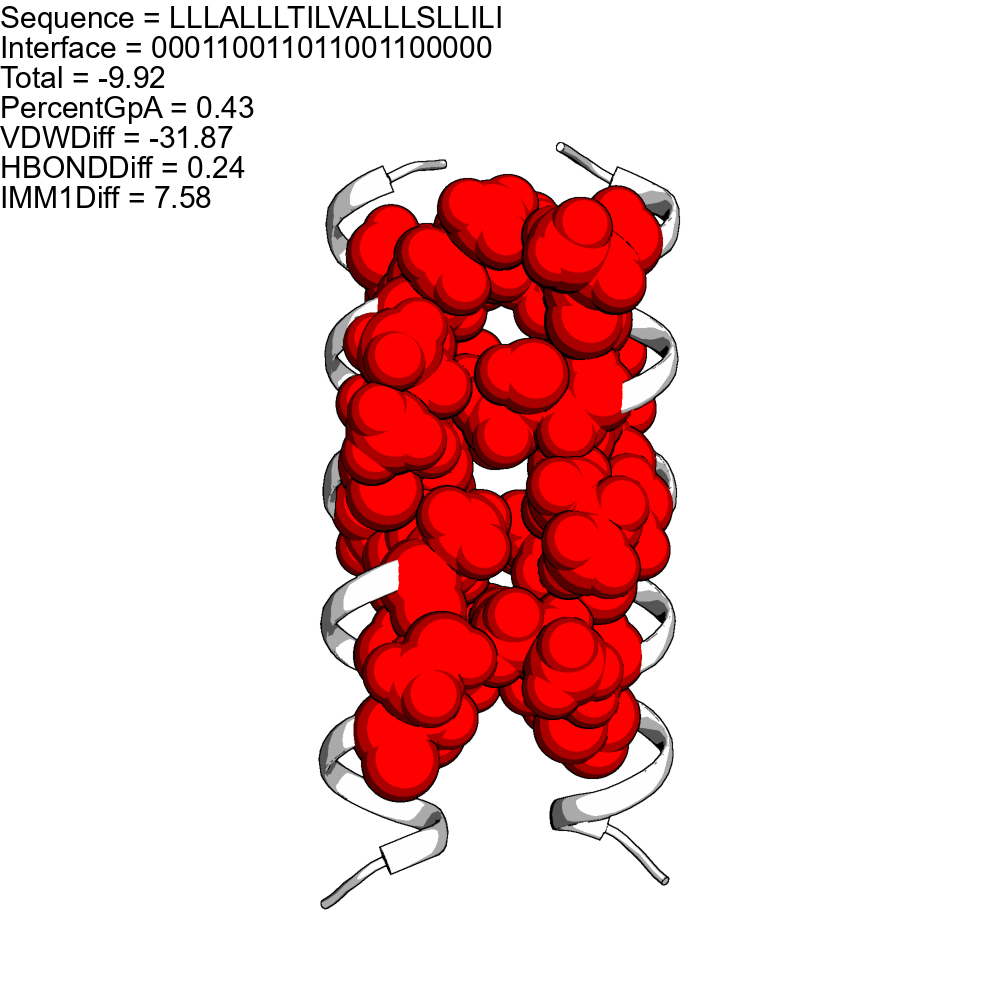 Sequence = LLLALLLTILVALLLSLLILI
Interface = 000110011011001100000
Total = -9.92
PercentGpA = 0.43
VDWDiff = -31.87
HBONDDiff = 0.24
IMM1Diff = 7.58